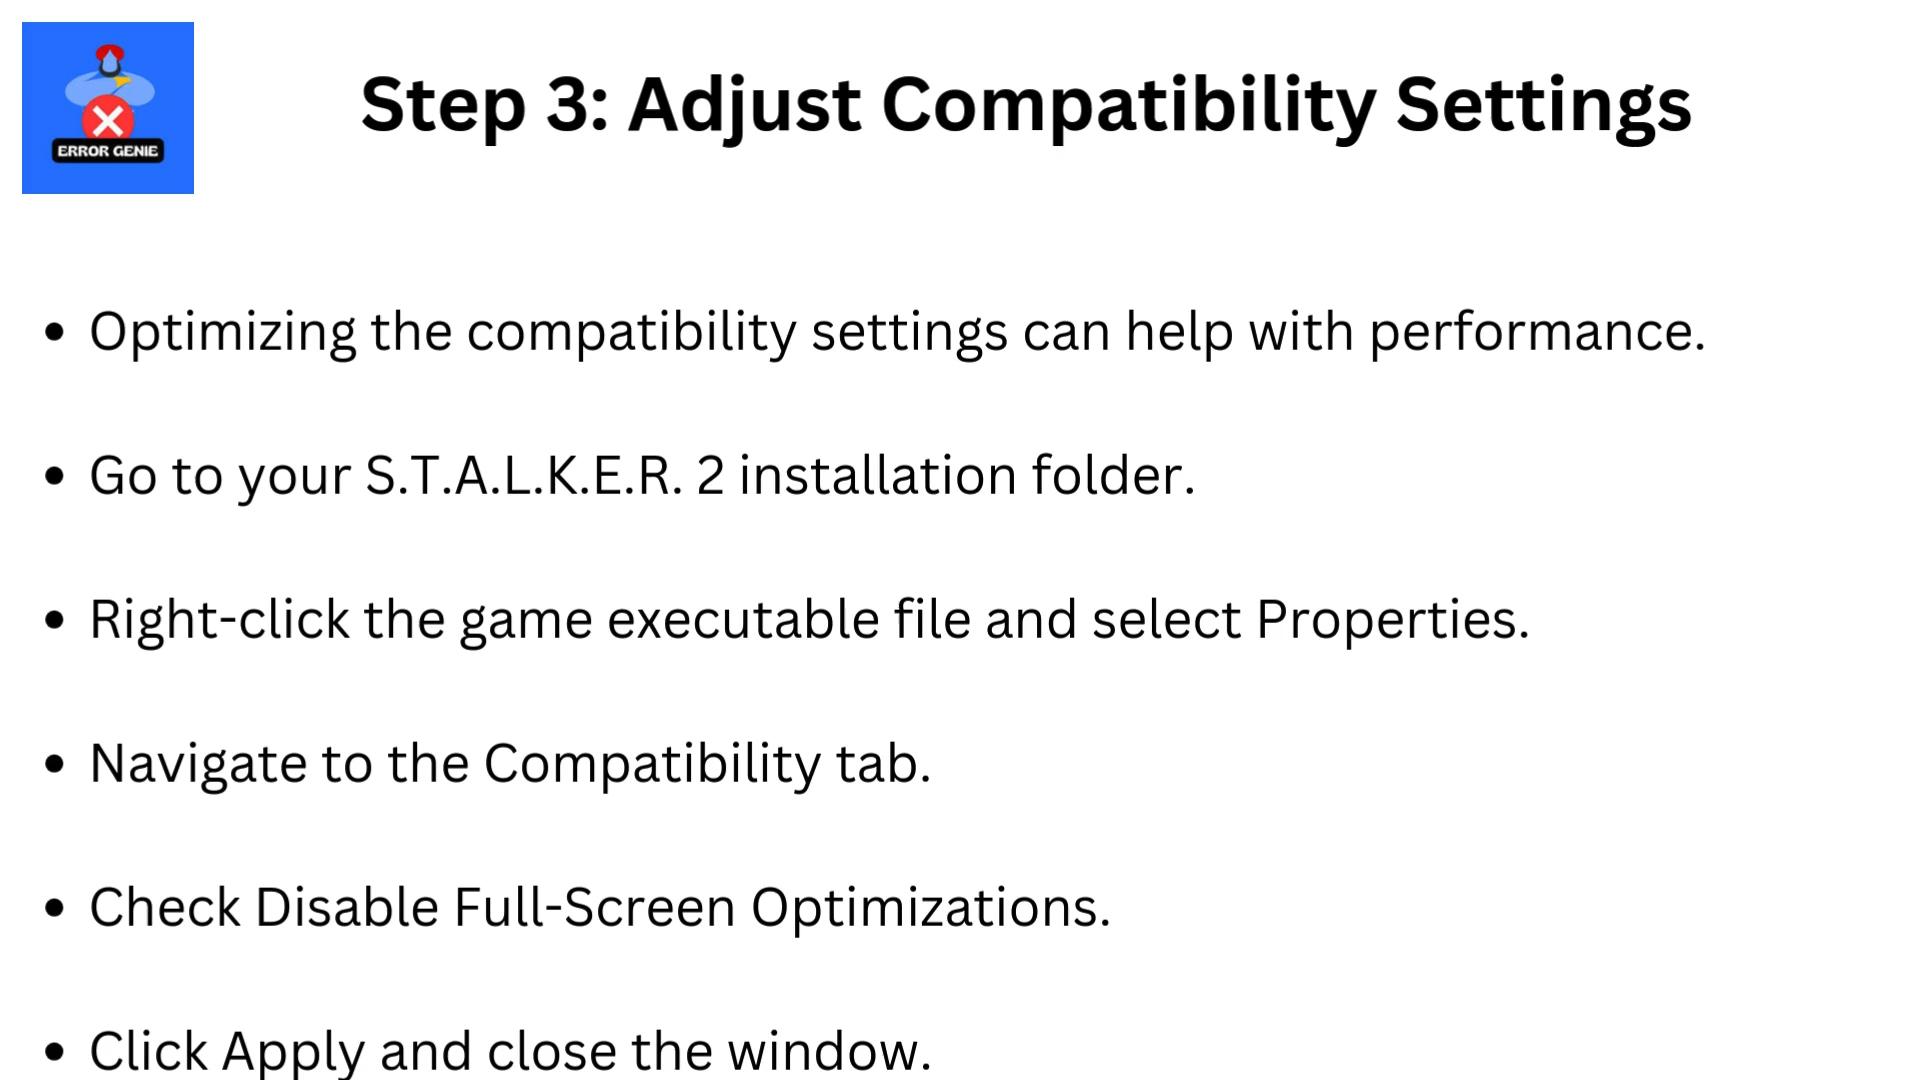 ERROR GENIE
Step 3: Adjust Compatibility Settings
• Optimizing the compatibility settings can help with performance.
• Go to your S.T.A.L.K.E.R. 2 installation folder.
• Right-click the game executable file and select Properties.
• Navigate to the Compatibility tab.
• Check Disable Full-Screen Optimizations.
• Click Apply and close the window.